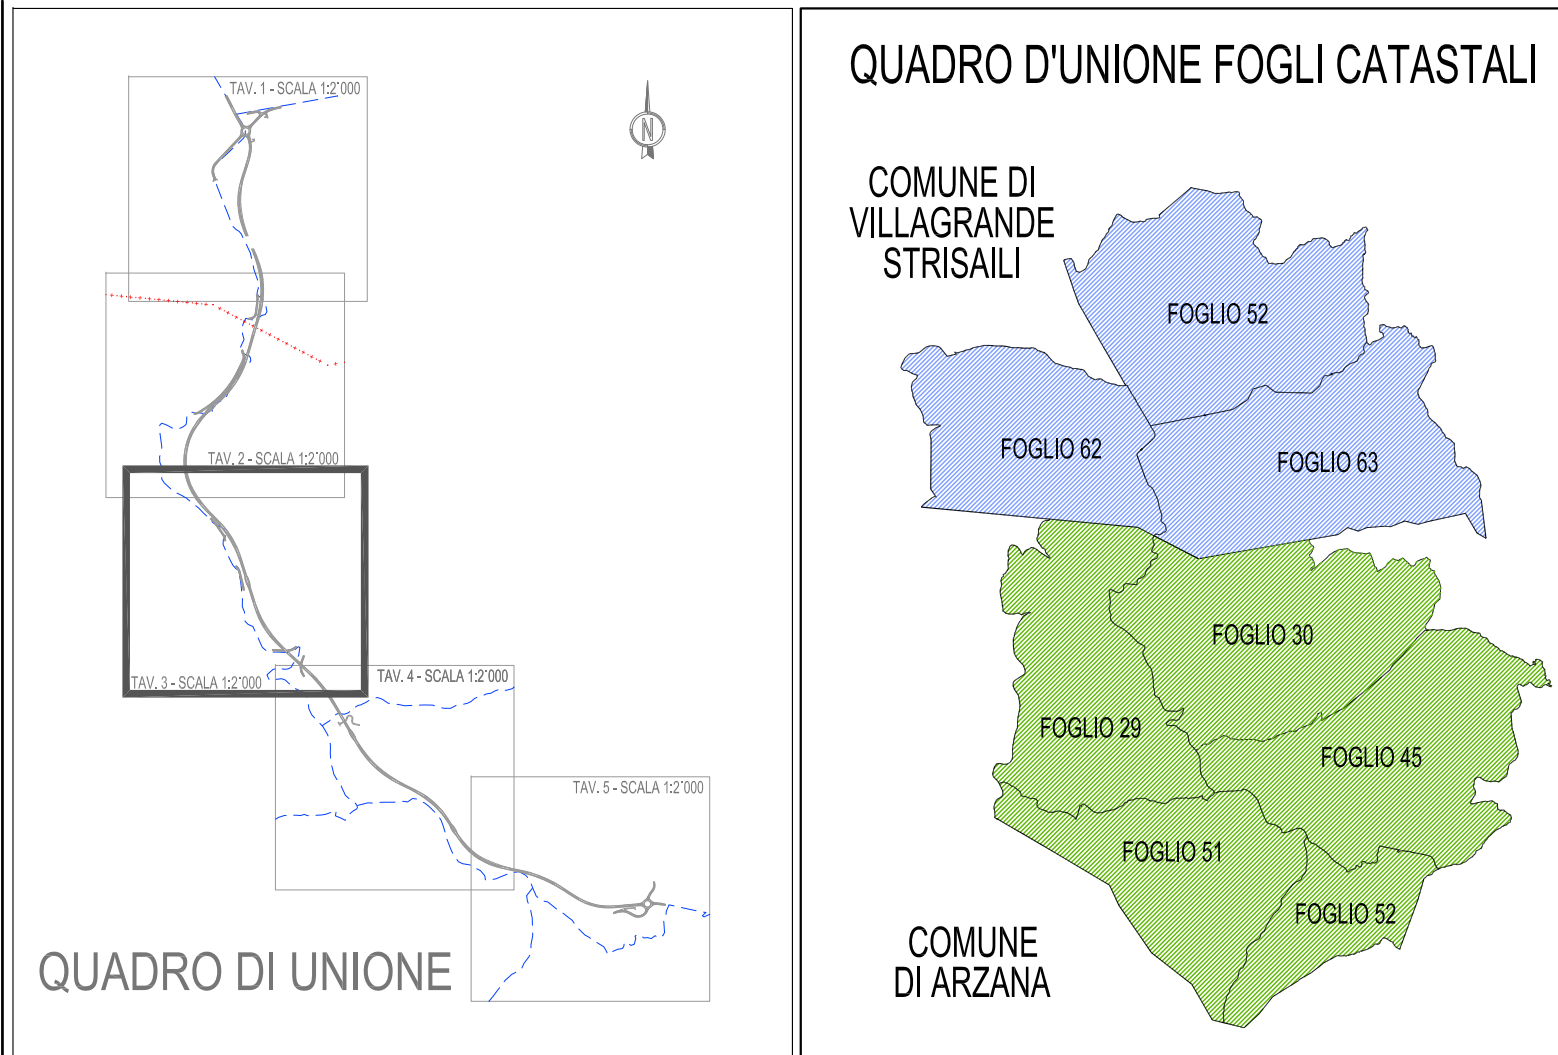 TAV. 1 - SCALA 1:2'000
N
TAV. 2 - SCALA 1:2'000
TAV. 3 - SCALA 1:2'000
TAV. 4 - SCALA 1:2'000
TAV. 5 - SCALA 1:2'000
QUADRO DI UNIONE
QUADRO D'UNIONE FOGLI CATASTALI
COMUNE DI
VILLAGRANDE
STRISAILI
FOGLIO 52
FOGLIO 62
FOGLIO 63
FOGLIO 30
FOGLIO 29
FOGLIO 45
FOGLIO 51
FOGLIO 52
COMUNE
DI ARZANA